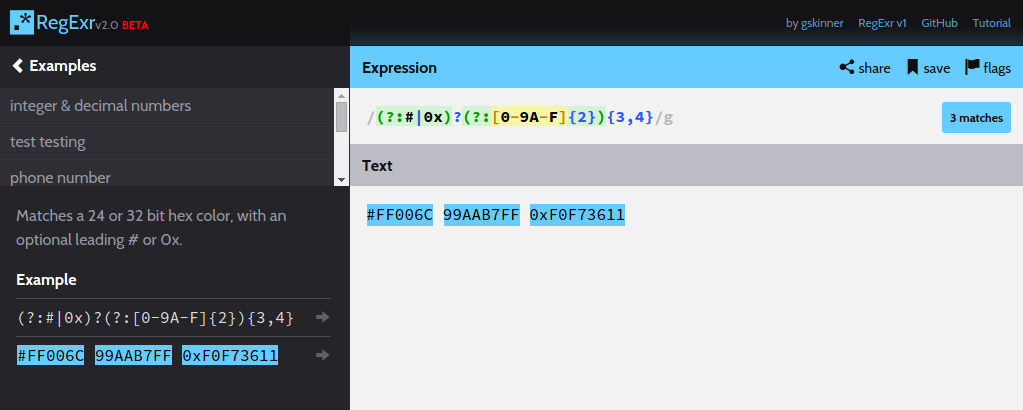 .* RegExr v2.0 BETA
by gskinner RegExr v1 GitHub Tutorial
Examples
integer & decimal numbers
test testing
phone number
Matches a 24 or 32 bit hex color, with an
optional leading # or 0x.
Example
(?:#|0x)?(?:[0-9A-F]{2}){3,4}
#FF006C 99AAB7FF 0xF0F73611
Expression
share save flags
/(?:#|0x)?(?:[0-9A-F]{2}){3,4}/g
3 matches
Text
#FF006C 99AAB7FF 0xF0F73611